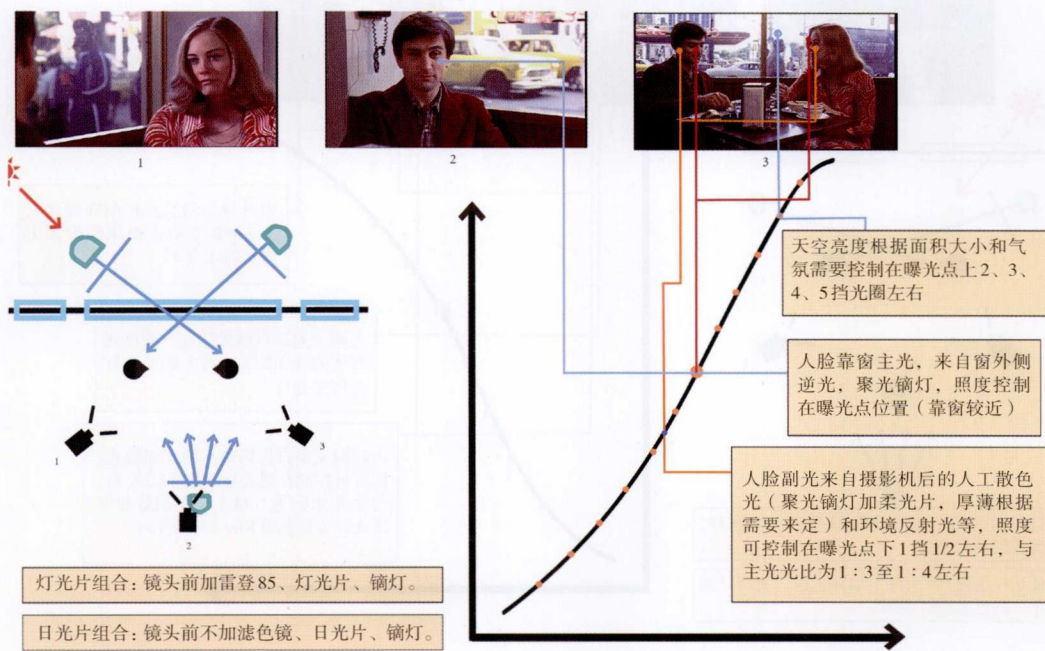 1
2
3
天空亮度根据面积大小和气
氛需要控制在曝光点上2、3、
4、5挡光圈左右
人脸靠窗主光，来自窗外侧
逆光，聚光镝灯，照度控制
在曝光点位置（靠窗较近）
人脸副光来自摄影机后的人工散色
光（聚光镝灯加柔光片，厚薄根据
需要来定）和环境反射光等，照度
可控制在曝光点下1挡1/2左右，与
主光光比为1：3至1：4左右
1
3
2
灯光片组合：镜头前加雷登85、灯光片、镝灯。
日光片组合：镜头前不加滤色镜、日光片、镝灯。